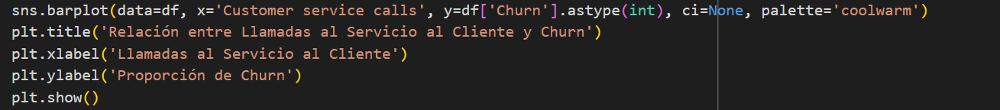 sns.barplot(data=df, x='Customer service calls', y=df['Churn'].astype(int), ci=None, palette='coolwarm')
plt.title('Relación entre Llamadas al Servicio al Cliente y Churn')
plt.xlabel('Llamadas al Servicio al Cliente')
plt.ylabel('Proporción de Churn')
plt.show()